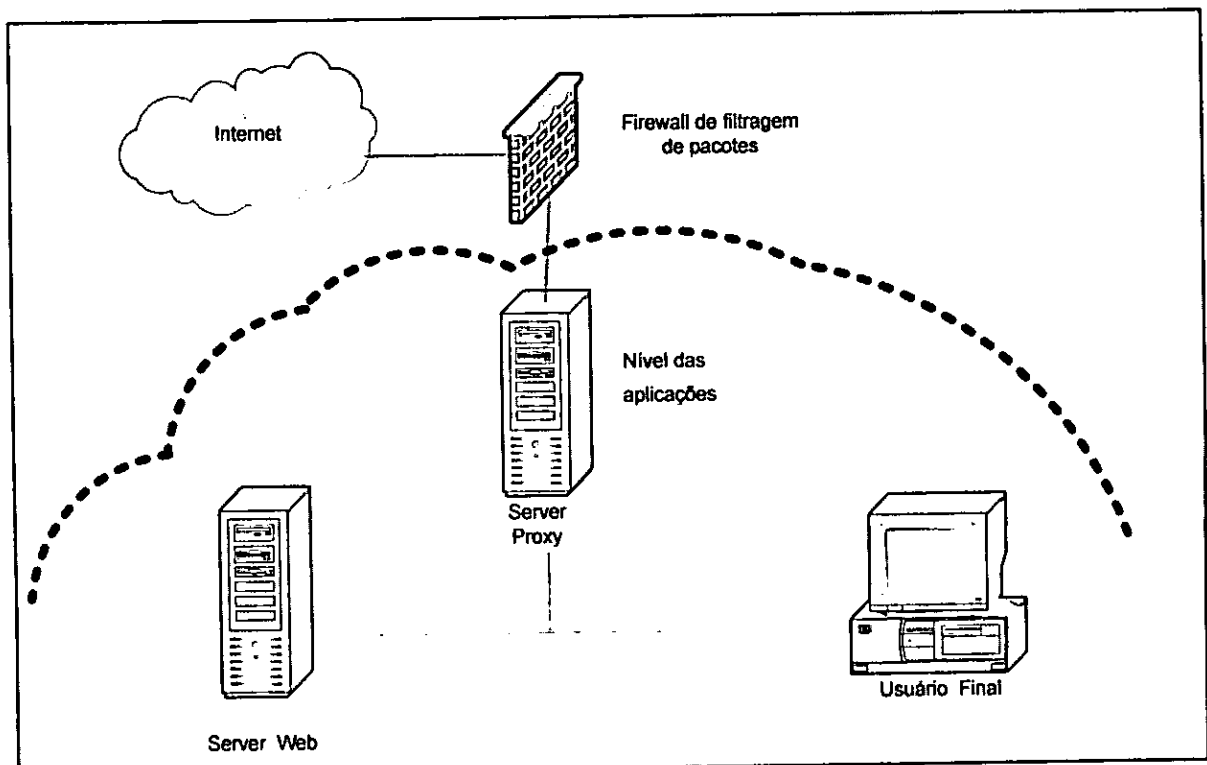 Internet
Firewall de filtragem
de pacotes
Nível das
aplicações
Server
Proxy
Usuário Final
Server Web